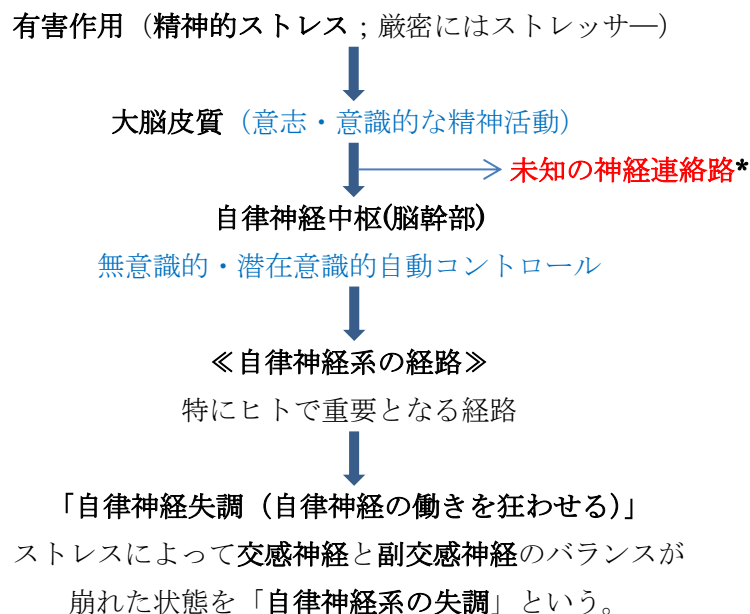 有害作用（精神的ストレス；厳密にはストレッサ―）
大脳皮質（意志・意識的な精神活動）
未知の神経連絡路*
自律神経中枢(脳幹部)
無意識的・潜在意識的自動コントロール
≪自律神経系の経路≫
特にヒトで重要となる経路
「自律神経失調（自律神経の働きを狂わせる）」
ストレスによって交感神経と副交感神経のバランスが
崩れた状態を「自律神経系の失調」という。